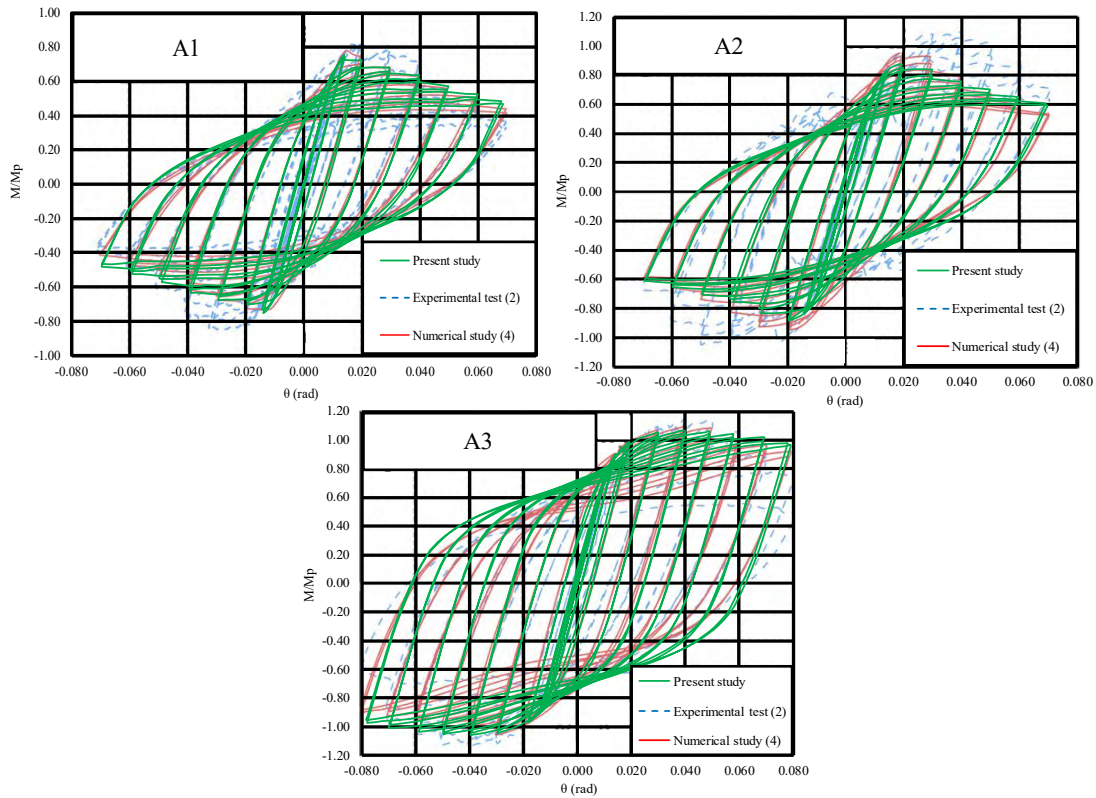 A1
1.00
0.80
0.60
0.40
0.20
0.00
-0.20
-0.40
-0.60
-0.80
-1.00
M/Mp
Present study
Experimental test (2)
Numerical study (4)
-0.080 -0.060 -0.040 -0.020 0.000 0.020 0.040 0.060 0.080
θ (rad)
A2
1.20
1.00
0.80
0.60
0.40
0.20
0.00
-0.20
-0.40
-0.60
-0.80
-1.00
-1.20
M/Mp
Present study
Experimental test (2)
Numerical study (4)
-0.080 -0.060 -0.040 -0.020 0.000 0.020 0.040 0.060 0.080
θ (rad)
A3
1.20
1.00
0.80
0.60
0.40
0.20
0.00
-0.20
-0.40
-0.60
-0.80
-1.00
-1.20
M/Mp
Present study
Experimental test (2)
Numerical study (4)
-0.080 -0.060 -0.040 -0.020 0.000 0.020 0.040 0.060 0.080
θ (rad)